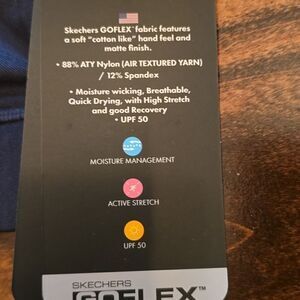 Skechers GOFLEX™ fabric features
a soft "cotton like" hand feel and
matte finish.
• 88% ATY Nylon (AIR TEXTURED YARN)
/ 12% Spandex
• Moisture wicking, Breathable,
Quick Drying, with High Stretch
and good Recovery
• UPF 50
MOISTURE MANAGEMENT
ACTIVE STRETCH
UPF 50
SKECHERS
GOFLEX™